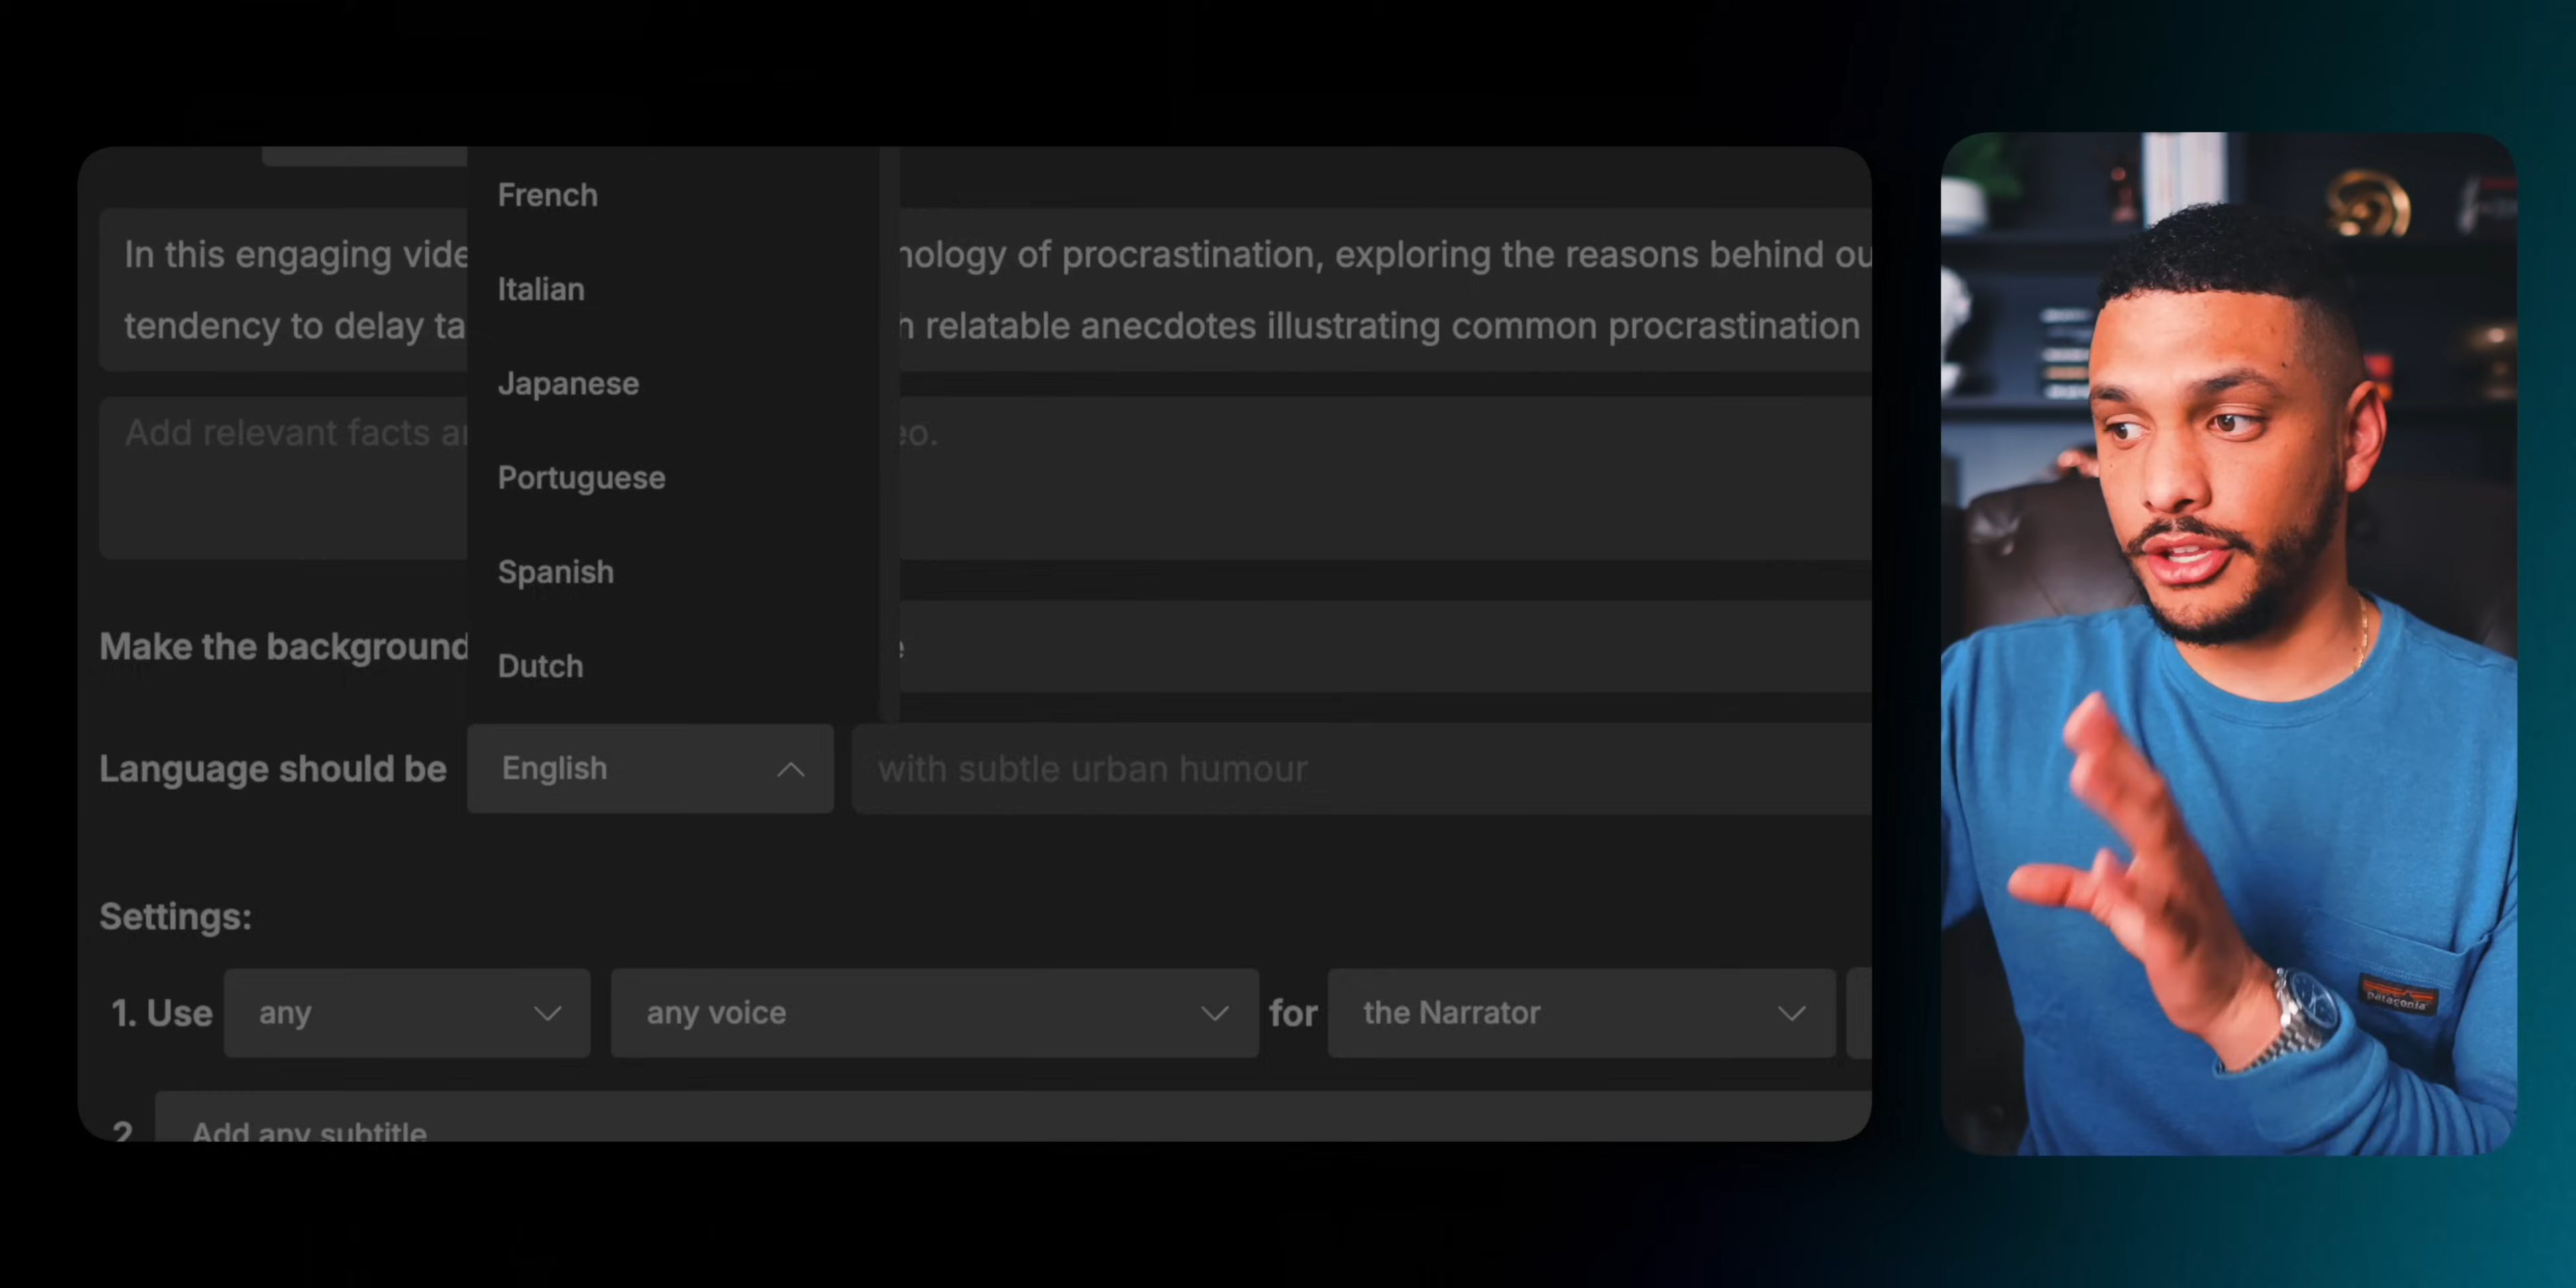 French
In this engaging vide
nology of procrastination, exploring the reasons behind ou
Italian
tendency to delay ta
h relatable anecdotes illustrating common procrastination
Japanese
Add relevant facts a
eo.
Portuguese
Spanish
Make the background
e
Dutch
Language should be English with subtle urban humour
Settings:
1. Use any any voice for the Narrator
2 Add any subtitle
patagonia